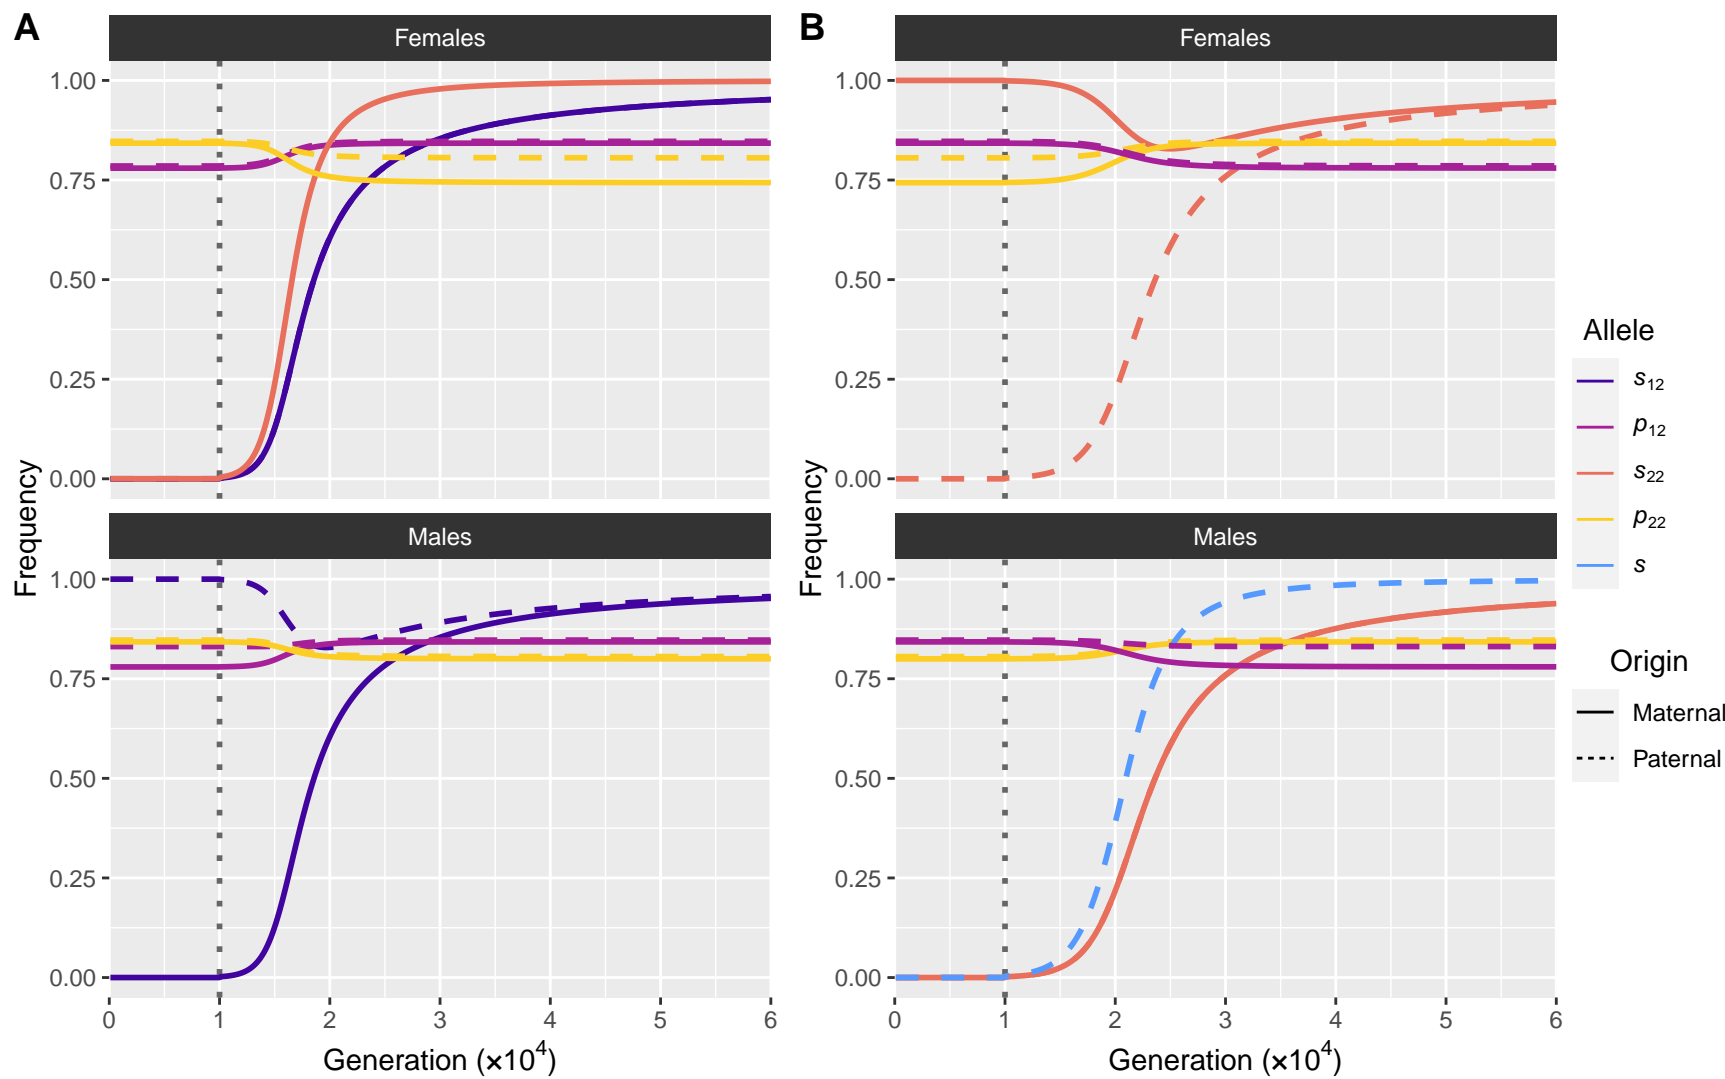 A
B
Females
Females
1.00
0.75
0.50
0.25
0.00
Frequency
Frequency
Males
Males
1.00
0.75
0.50
0.25
0.00
1.00
0.75
0.50
0.25
0.00
1.00
0.75
0.50
0.25
0.00
0 1 2 3 4 5 6
0 1 2 3 4 5 6
Generation (×10⁴)
Generation (×10⁴)
Allele
s₁₂
p₁₂
s₂₂
p₂₂
s
Origin
Maternal
Paternal